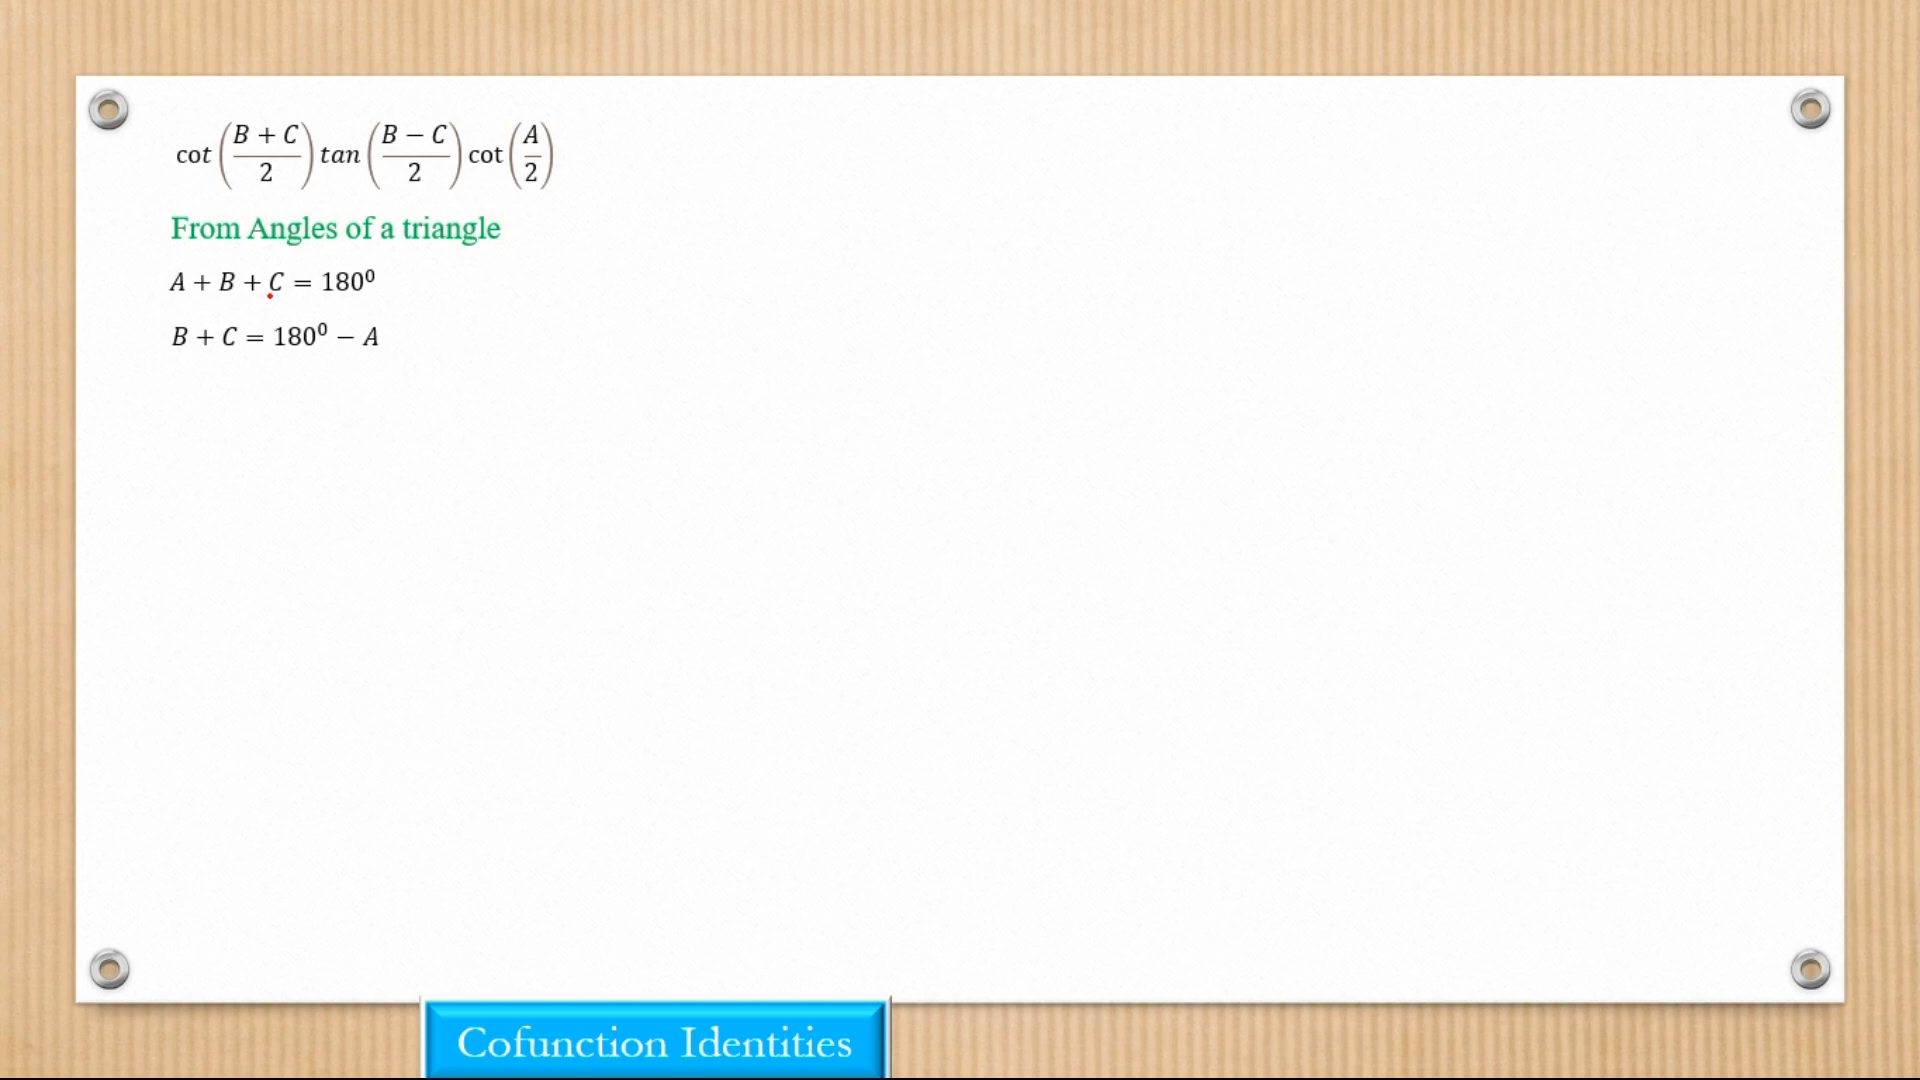 cot((B + C)/2) tan((B − C)/2) cot(A/2)
From Angles of a triangle
A + B + C = 180⁰
B + C = 180⁰ − A
Cofunction Identities